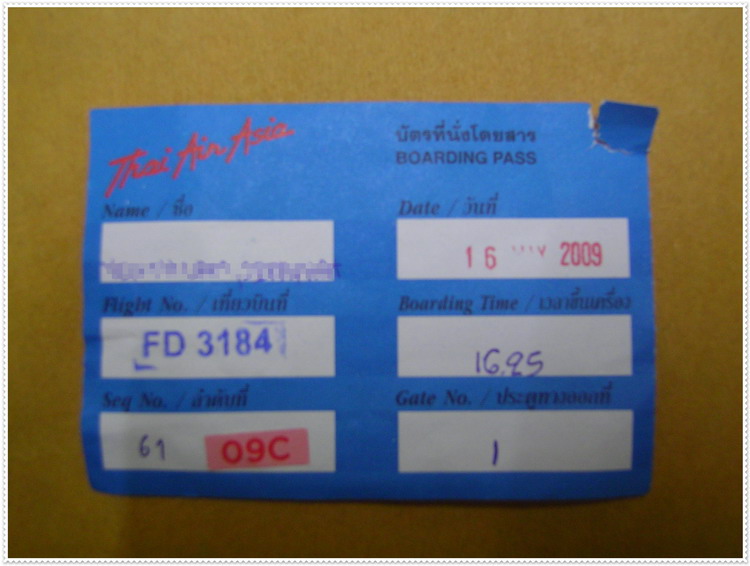 Thai Air Asia
บัตรที่นั่งโดยสาร
BOARDING PASS
Name / ชื่อ
Date / วันที่
16 2009
Flight No. / เที่ยวบินที่
Boarding Time / เวลาขึ้นเครื่อง
FD 3184
16.25
Seq No. / ลำดับที่
Gate No. / ประตูทางออกที่
61 09C
1